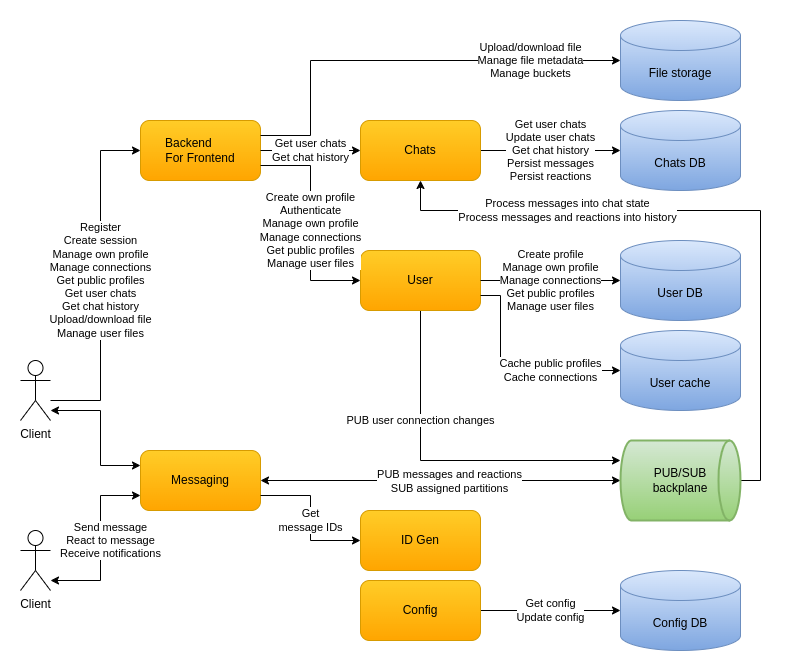 Upload/download file
Manage file metadata
Manage buckets
File storage
Backend
For Frontend
Get user chats
Get chat history
Chats
Get user chats
Update user chats
Get chat history
Persist messages
Persist reactions
Chats DB
Register
Create session
Manage own profile
Manage connections
Get public profiles
Get user chats
Get chat history
Upload/download file
Manage user files
Create own profile
Authenticate
Manage own profile
Manage connections
Get public profiles
Manage user files
Process messages into chat state
Process messages and reactions into history
User
Create profile
Manage own profile
Manage connections
Get public profiles
Manage user files
User DB
Cache public profiles
Cache connections
User cache
Client
PUB user connection changes
Messaging
PUB messages and reactions
SUB assigned partitions
PUB/SUB
backplane
Get
message IDs
Send message
React to message
Receive notifications
ID Gen
Client
Config
Get config
Update config
Config DB